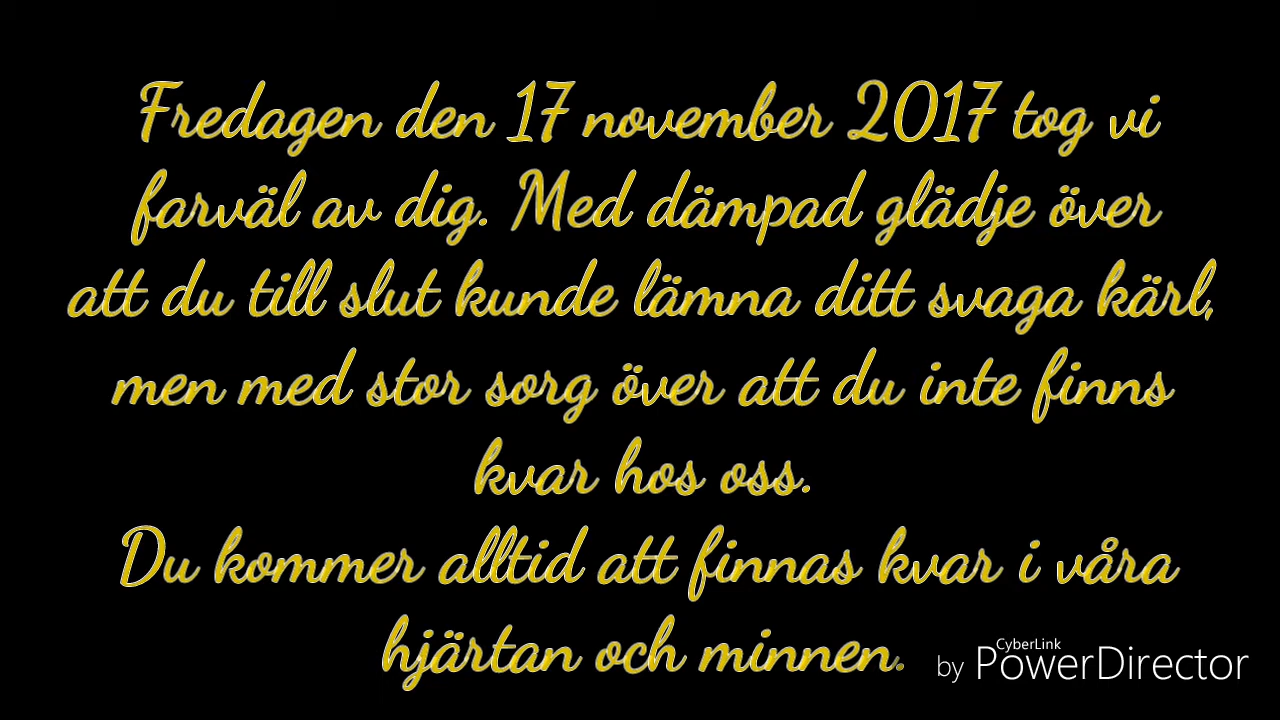 Fredagen den 17 november 2017 tog vi
farväl av dig. Med dämpad glädje över
att du till slut kunde lämna ditt svaga kärl,
men med stor sorg över att du inte finns
kvar hos oss.
Du kommer alltid att finnas kvar i våra
hjärtan och minnen.
CyberLink
by PowerDirector